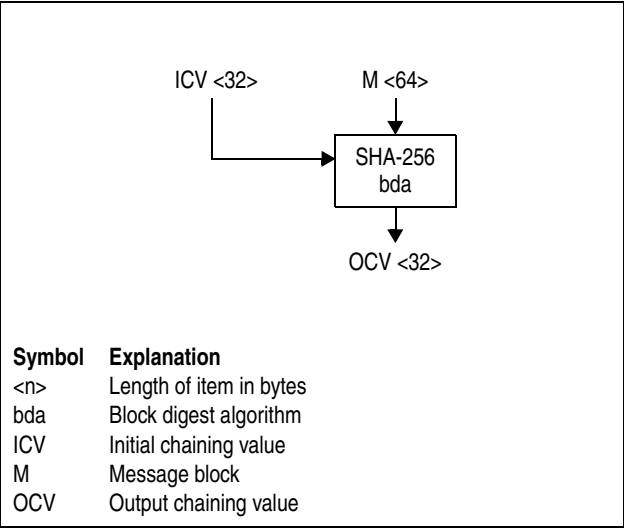 ICV <32> M <64>
SHA-256
bda
OCV <32>
Symbol Explanation
<n> Length of item in bytes
bda Block digest algorithm
ICV Initial chaining value
M Message block
OCV Output chaining value